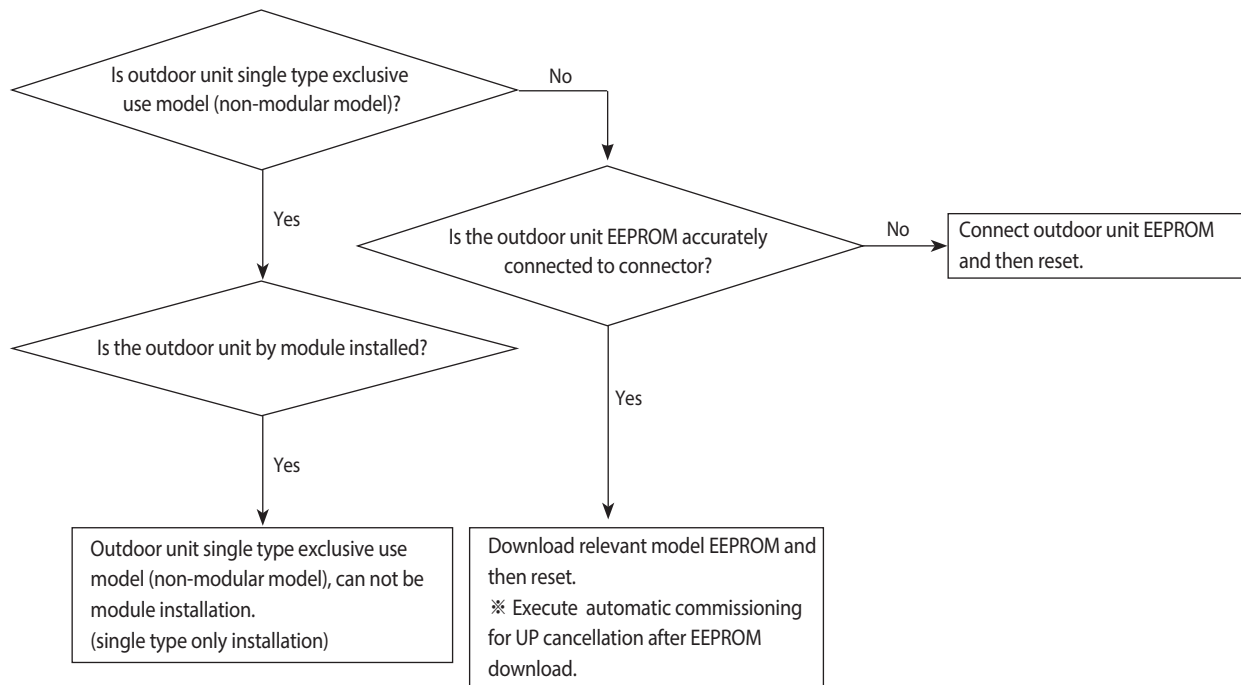 Is outdoor unit single type exclusive
use model (non-modular model)?
No
Yes
Is the outdoor unit EEPROM accurately
connected to connector?
No
Connect outdoor unit EEPROM
and then reset.
Is the outdoor unit by module installed?
Yes
Yes
Outdoor unit single type exclusive use
model (non-modular model), can not be
module installation.
(single type only installation)
Download relevant model EEPROM and
then reset.
※ Execute automatic commissioning
for UP cancellation after EEPROM
download.